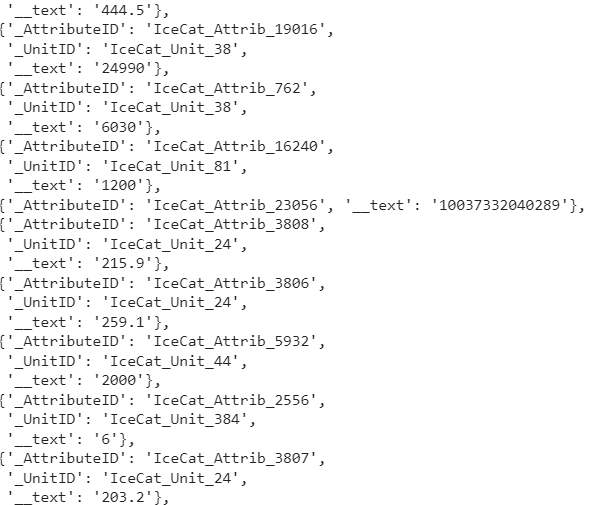 '__text': '444.5'},
{'_AttributeID': 'IceCat_Attrib_19016',
'_UnitID': 'IceCat_Unit_38',
'__text': '24990'},
{'_AttributeID': 'IceCat_Attrib_762',
'_UnitID': 'IceCat_Unit_38',
'__text': '6030'},
{'_AttributeID': 'IceCat_Attrib_16240',
'_UnitID': 'IceCat_Unit_81',
'__text': '1200'},
{'_AttributeID': 'IceCat_Attrib_23056', '__text': '10037332040289'},
{'_AttributeID': 'IceCat_Attrib_3808',
'_UnitID': 'IceCat_Unit_24',
'__text': '215.9'},
{'_AttributeID': 'IceCat_Attrib_3806',
'_UnitID': 'IceCat_Unit_24',
'__text': '259.1'},
{'_AttributeID': 'IceCat_Attrib_5932',
'_UnitID': 'IceCat_Unit_44',
'__text': '2000'},
{'_AttributeID': 'IceCat_Attrib_2556',
'_UnitID': 'IceCat_Unit_384',
'__text': '6'},
{'_AttributeID': 'IceCat_Attrib_3807',
'_UnitID': 'IceCat_Unit_24',
'__text': '203.2'},